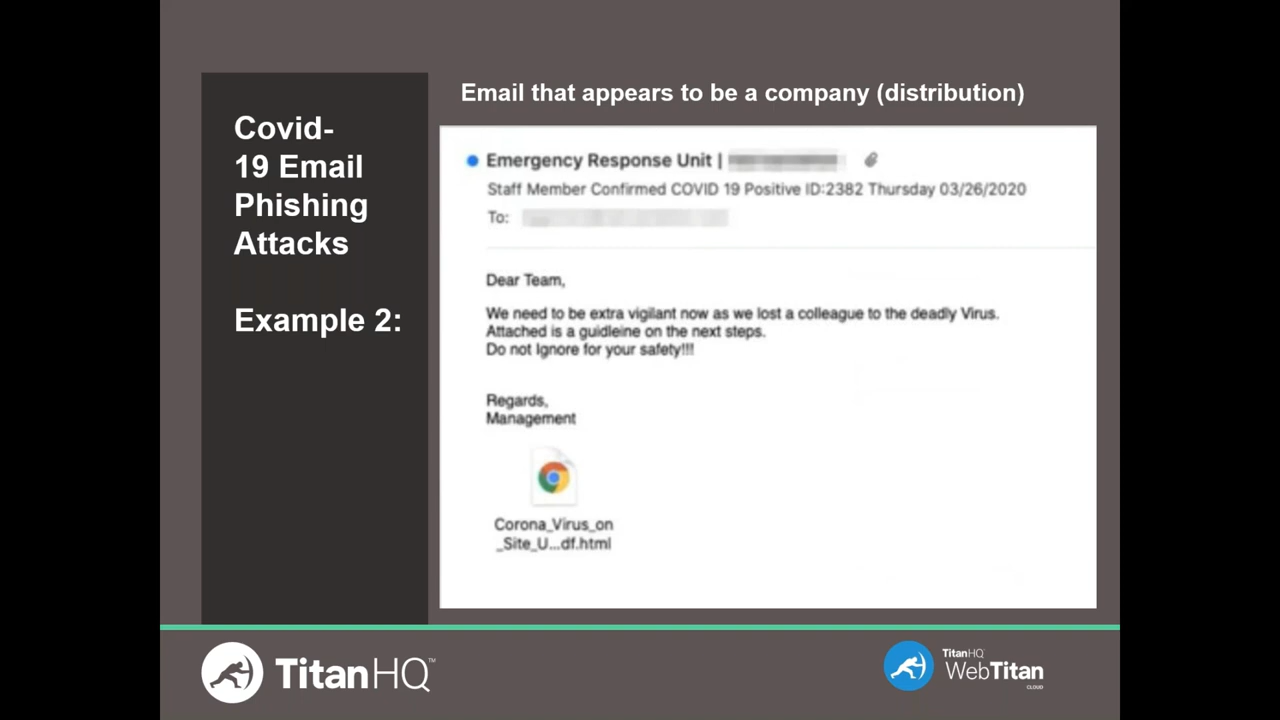 Covid-
19 Email
Phishing
Attacks
Example 2:
Email that appears to be a company (distribution)
Emergency Response Unit |
Staff Member Confirmed COVID 19 Positive ID:2382 Thursday 03/26/2020
To:
Dear Team,
We need to be extra vigilant now as we lost a colleague to the deadly Virus.
Attached is a guidleine on the next steps.
Do not Ignore for your safety!!!
Regards,
Management
Corona_Virus_on
_Site_U...df.html
TitanHQ™
TitanHQ
WebTitan
CLOUD